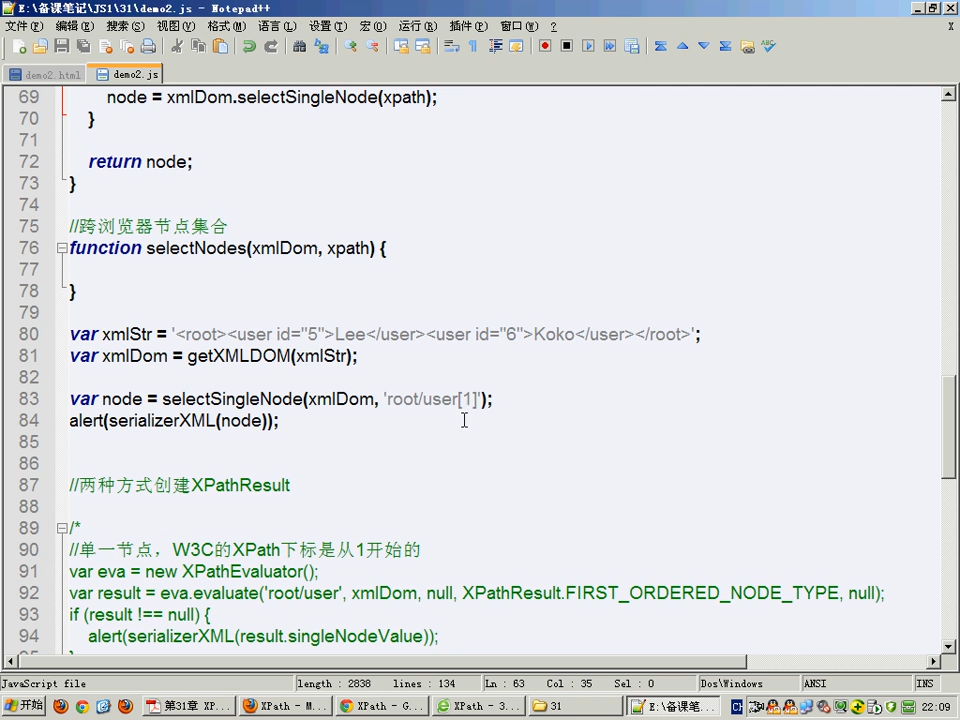 E:\备课笔记\JS1\31\demo2.js - Notepad++
文件(F) 编辑(E) 搜索(S) 视图(V) 格式(M) 语言(L) 设置(T) 宏(O) 运行(R) 插件(P) 窗口(W) ? X
demo2.html demo2.js
69 node = xmlDom.selectSingleNode(xpath);
70 }
71
72 return node;
73 }
74
75 //跨浏览器节点集合
76 function selectNodes(xmlDom, xpath) {
77
78 }
79
80 var xmlStr = '<root><user id="5">Lee</user><user id="6">Koko</user></root>';
81 var xmlDom = getXMLDOM(xmlStr);
82
83 var node = selectSingleNode(xmlDom, 'root/user[1]');
84 alert(serializerXML(node));
85
86
87 //两种方式创建XPathResult
88
89 /*
90 //单一节点，W3C的XPath下标是从1开始的
91 var eva = new XPathEvaluator();
92 var result = eva.evaluate('root/user', xmlDom, null, XPathResult.FIRST_ORDERED_NODE_TYPE, null);
93 if (result !== null) {
94 alert(serializerXML(result.singleNodeValue));
JavaScript file length : 2838 lines : 134 Ln : 63 Col : 35 Sel : 0 Dos\Windows ANSI INS
开始 第31章 XP... XPath - M... XPath - G... XPath - 3... 31 E:\备课笔... CH 22:09